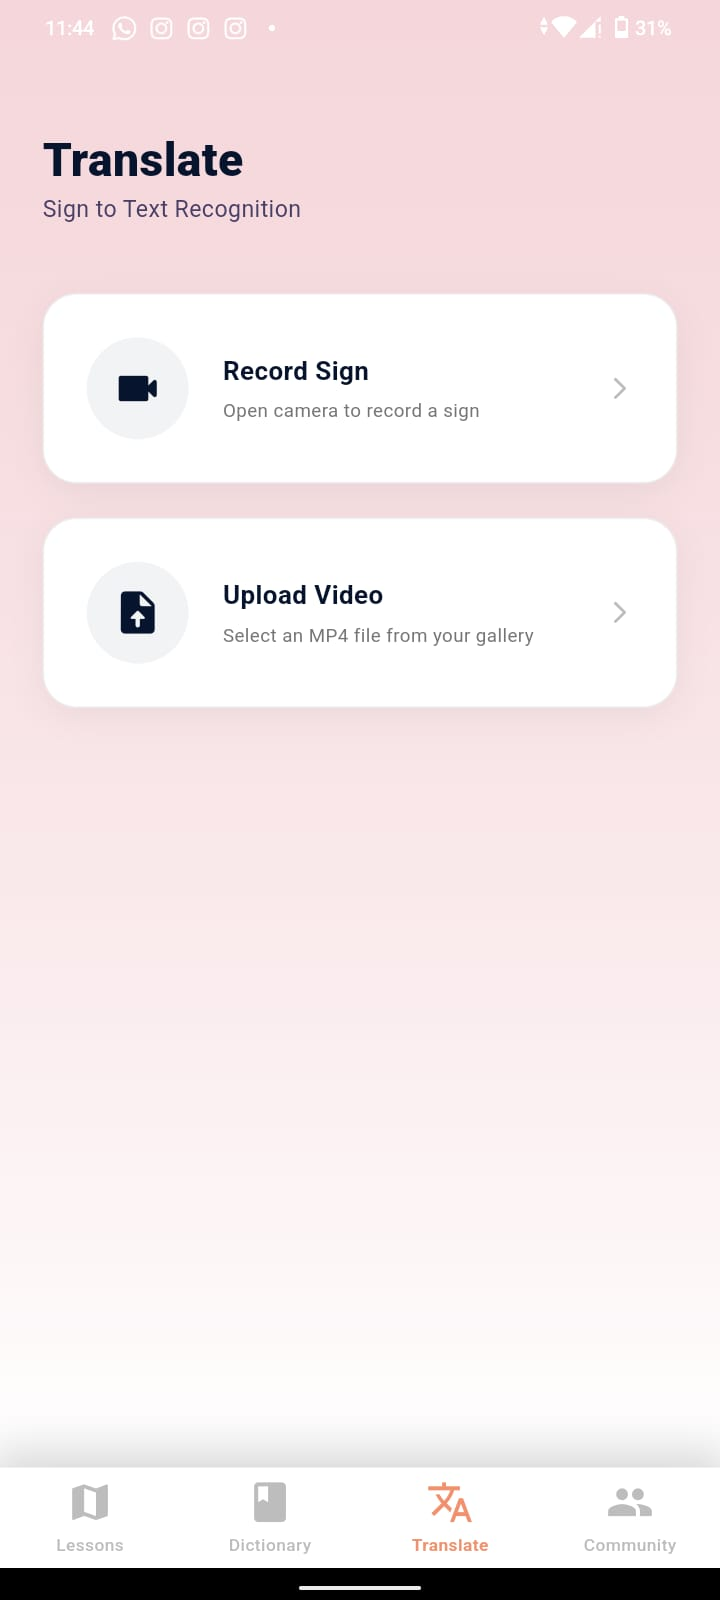 11:44
31%
Translate
Sign to Text Recognition
Record Sign
Open camera to record a sign
Upload Video
Select an MP4 file from your gallery
Lessons
Dictionary
Translate
Community